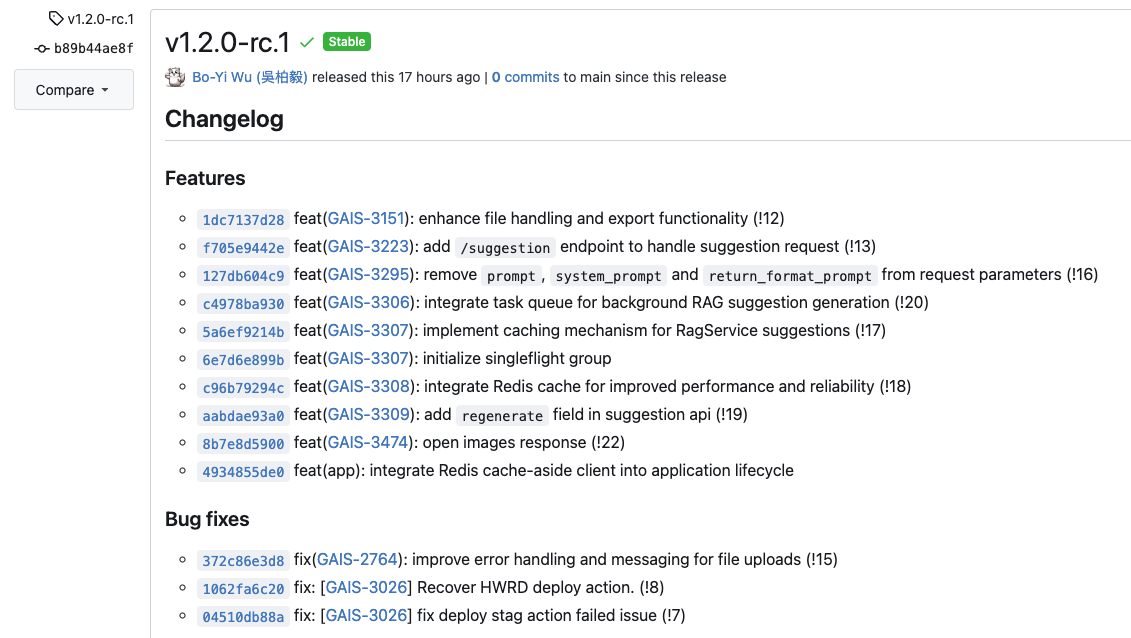 v1.2.0-rc.1
b89b44ae8f
Compare
v1.2.0-rc.1 Stable
Bo-Yi Wu (吳柏毅) released this 17 hours ago | 0 commits to main since this release
Changelog
Features
1dc7137d28 feat(GAIS-3151): enhance file handling and export functionality (!12)
f705e9442e feat(GAIS-3223): add /suggestion endpoint to handle suggestion request (!13)
127db604c9 feat(GAIS-3295): remove prompt, system_prompt and return_format_prompt from request parameters (!16)
c4978ba930 feat(GAIS-3306): integrate task queue for background RAG suggestion generation (!20)
5a6ef9214b feat(GAIS-3307): implement caching mechanism for RagService suggestions (!17)
6e7d6e899b feat(GAIS-3307): initialize singleflight group
c96b79294c feat(GAIS-3308): integrate Redis cache for improved performance and reliability (!18)
aabdae93a0 feat(GAIS-3309): add regenerate field in suggestion api (!19)
8b7e8d5900 feat(GAIS-3474): open images response (!22)
4934855de0 feat(app): integrate Redis cache-aside client into application lifecycle
Bug fixes
372c86e3d8 fix(GAIS-2764): improve error handling and messaging for file uploads (!15)
1062fa6c20 fix: [GAIS-3026] Recover HWRD deploy action. (!8)
04510db88a fix: [GAIS-3026] fix deploy stag action failed issue (!7)